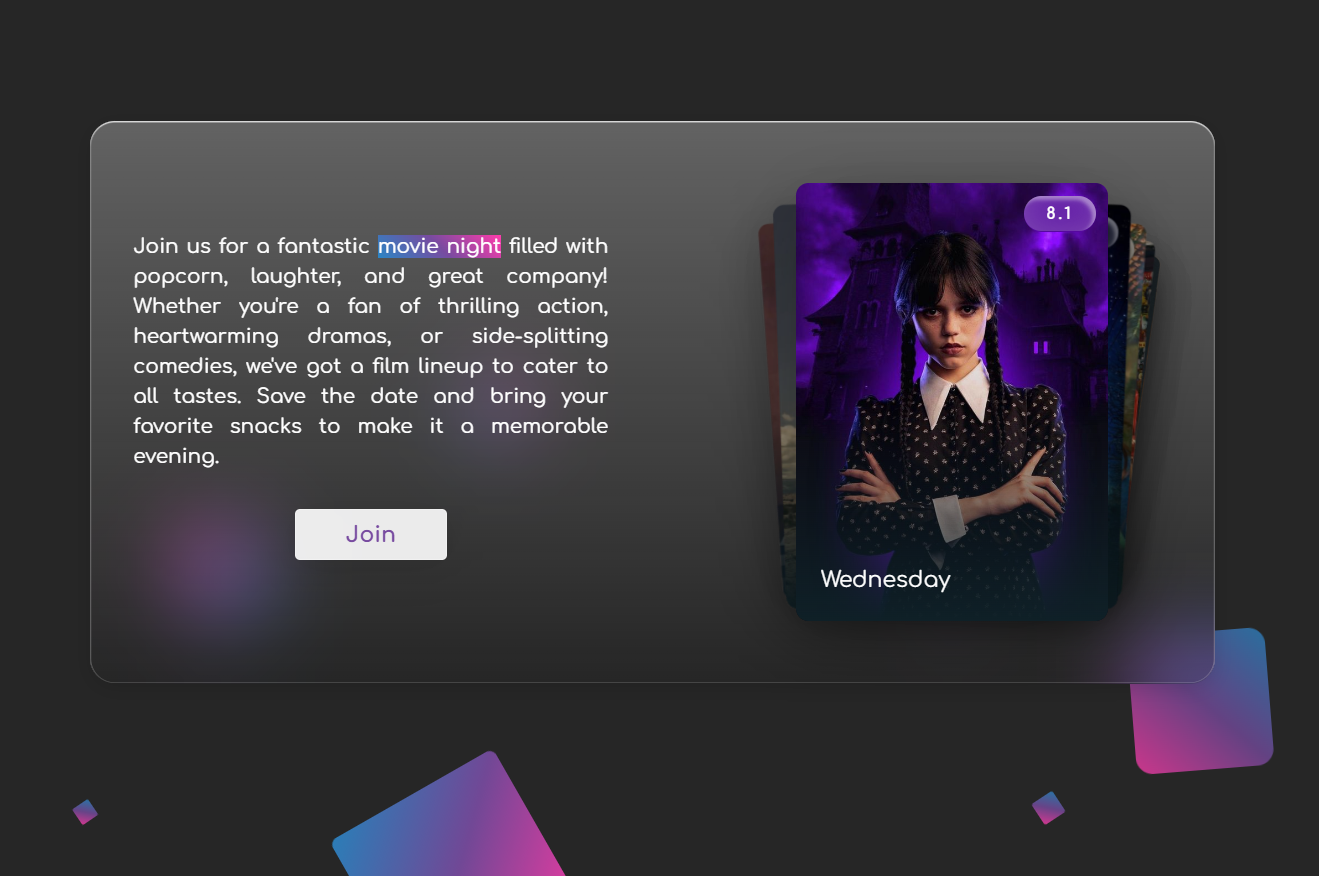 Join us for a fantastic movie night filled with
popcorn, laughter, and great company!
Whether you're a fan of thrilling action,
heartwarming dramas, or side-splitting
comedies, we've got a film lineup to cater to
all tastes. Save the date and bring your
favorite snacks to make it a memorable
evening.
Join
8.1
Wednesday